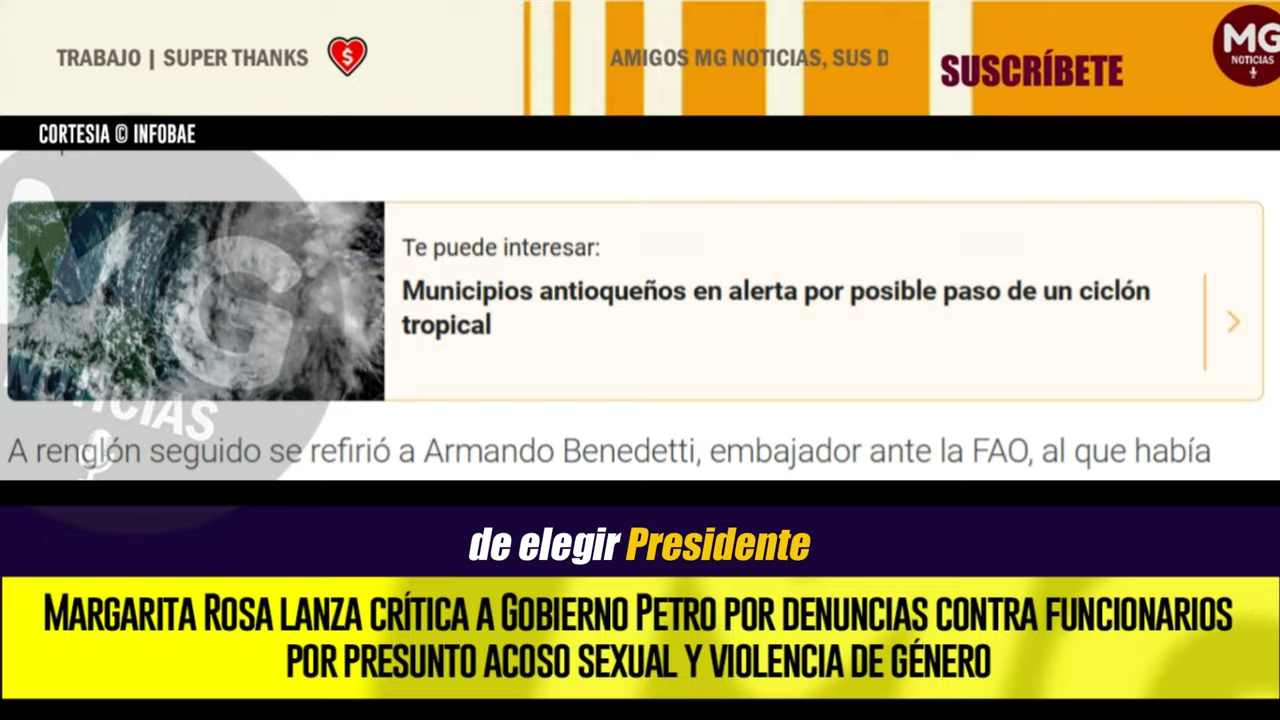 TRABAJO | SUPER THANKS
AMIGOS MG NOTICIAS, SUS D
SUSCRÍBETE
MG
NOTICIAS
CORTESIA © INFOBAE
Te puede interesar:
Municipios antioqueños en alerta por posible paso de un ciclón
tropical
A renglón seguido se refirió a Armando Benedetti, embajador ante la FAO, al que había
de elegir Presidente
MARGARITA ROSA LANZA CRÍTICA A GOBIERNO PETRO POR DENUNCIAS CONTRA FUNCIONARIOS
POR PRESUNTO ACOSO SEXUAL Y VIOLENCIA DE GÉNERO